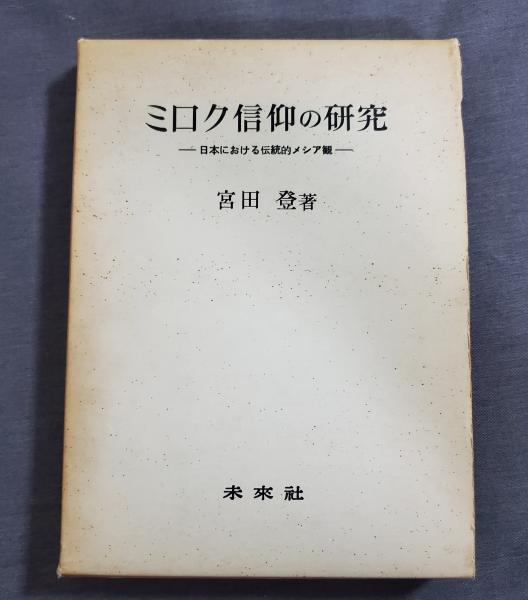 ミロク信仰の研究
―日本における伝統的メシア観―
宮田 登著
未來社